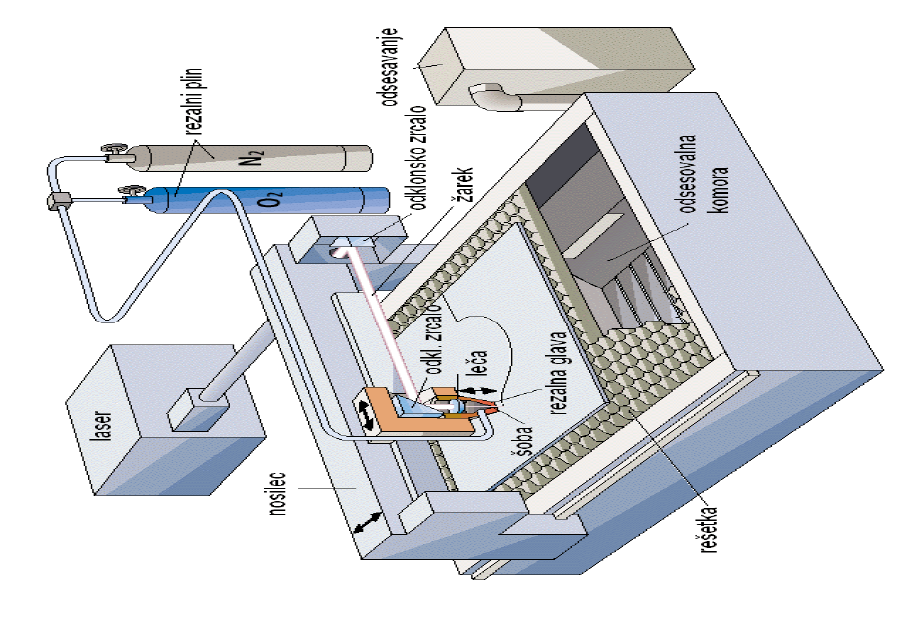 odsesavanje
rezalni plin
N2
O2
odklonsko zrcalo
žarek
odsesovalna
komora
laser
odkl. zrcalo
leča
rezalna glava
šoba
nosilec
rešetka